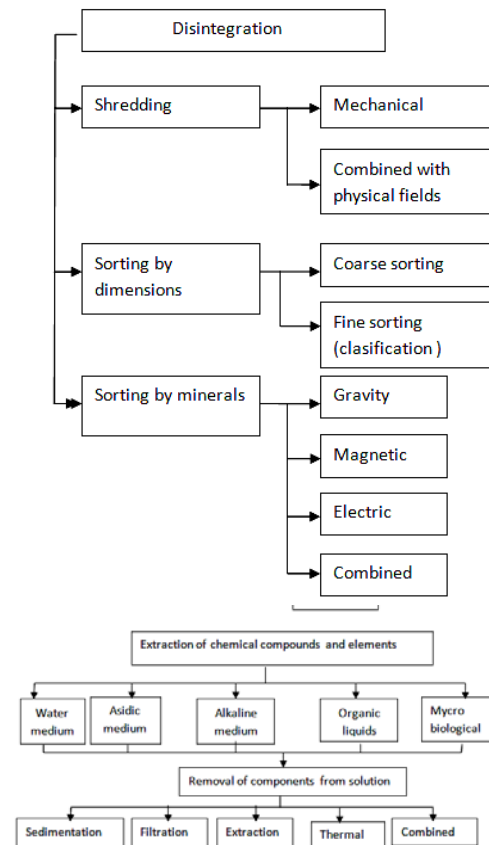 Disintegration
Shredding
Mechanical
Combined with
physical fields
Sorting by
dimensions
Coarse sorting
Fine sorting
(clasification )
Sorting by minerals
Gravity
Magnetic
Electric
Combined
Extraction of chemical compounds and elements
Water
medium
Asidic
medium
Alkaline
medium
Organic
liquids
Mycro
biological
Removal of components from solution
Sedimentation
Filtration
Extraction
Thermal
Combined